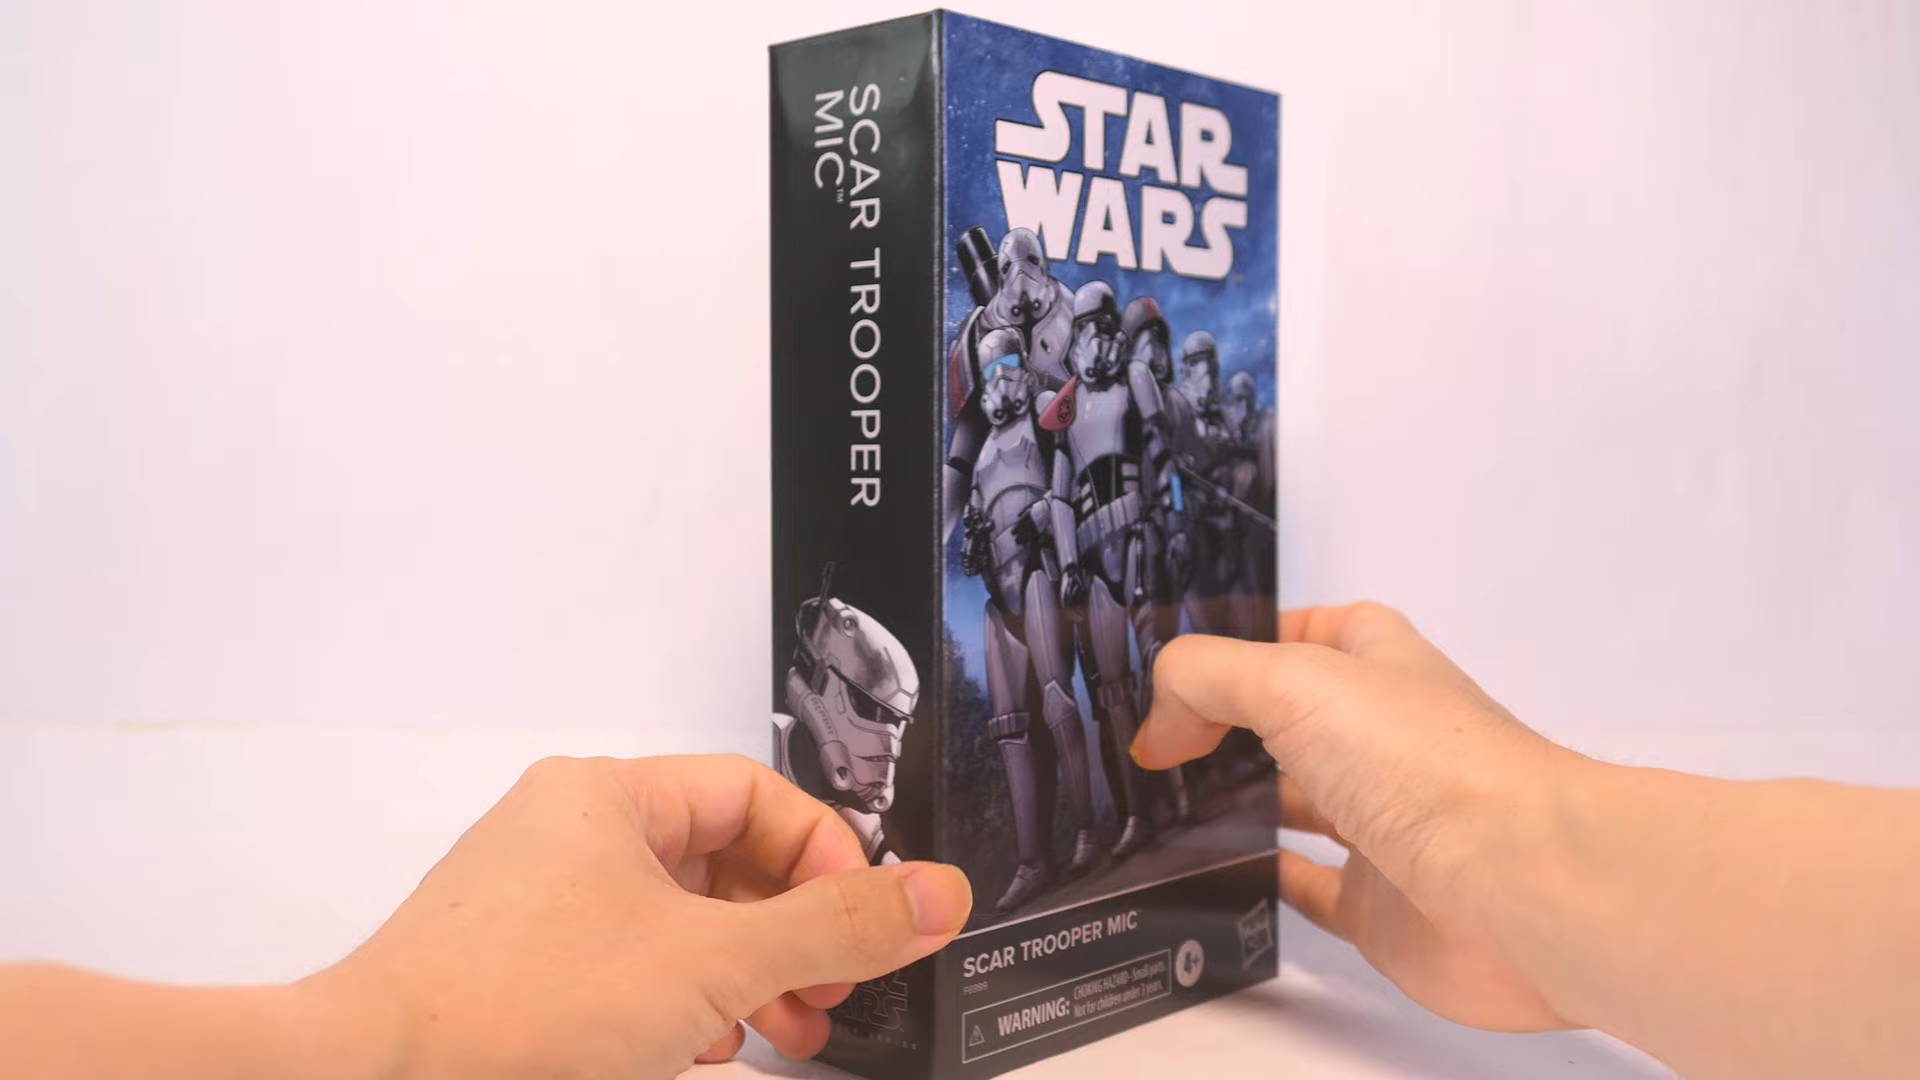 SCAR TROOPER
MIC™
STAR
WARS
SCAR TROOPER MIC
WARNING:
CHOKING HAZARD - Small parts.
Not for children under 3 years.
4+
Hasbro